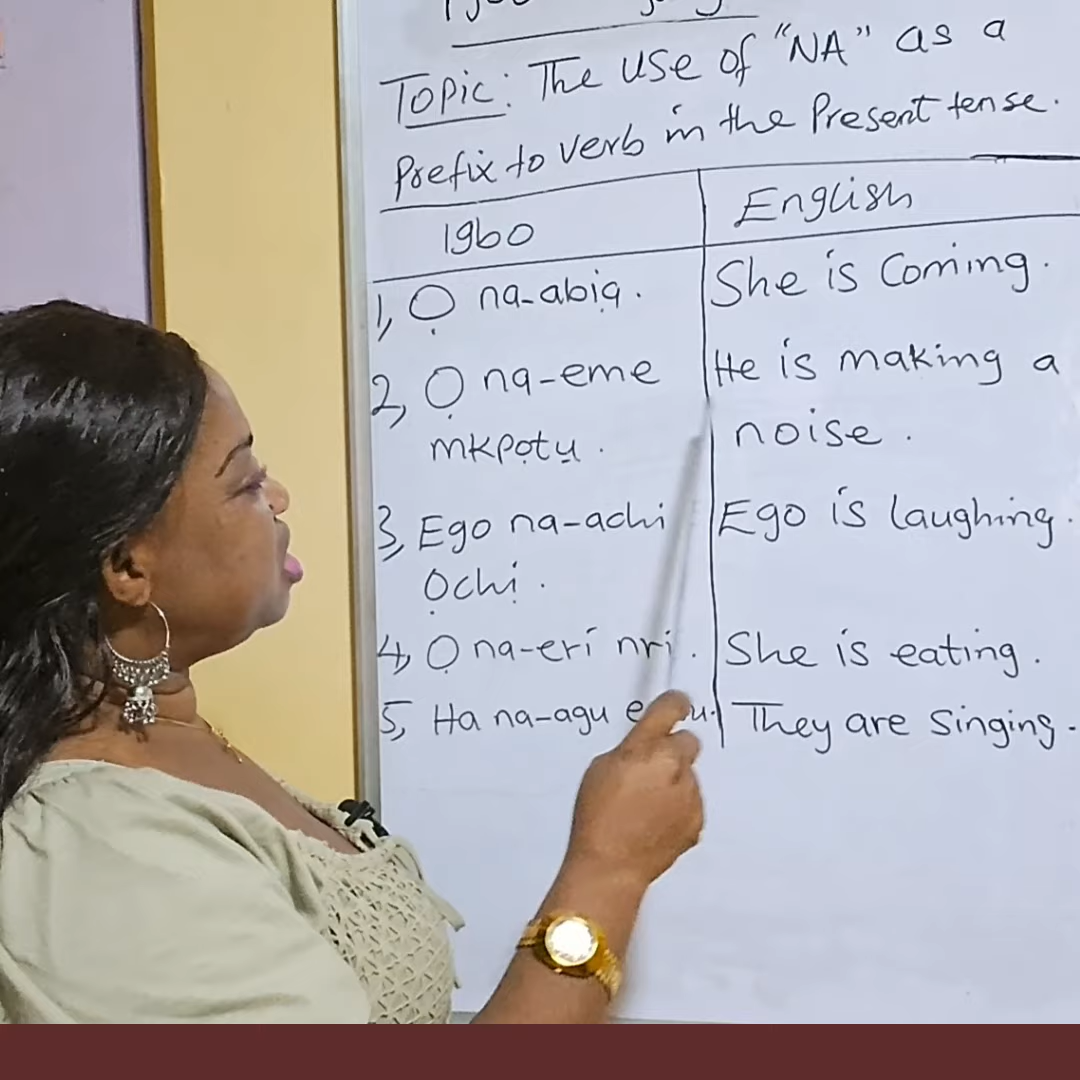 Topic: The use of "NA" as a
Prefix to verb in the Present tense.
Igbo English
1, Ọ na-abịa. She is Coming.
2, Ọ na-eme He is making a
mkpọtụ. noise.
3, Ego na-achi Ego is laughing.
ọchị.
4, Ọ na-eri nri. She is eating.
5, Ha na-agu They are singing.